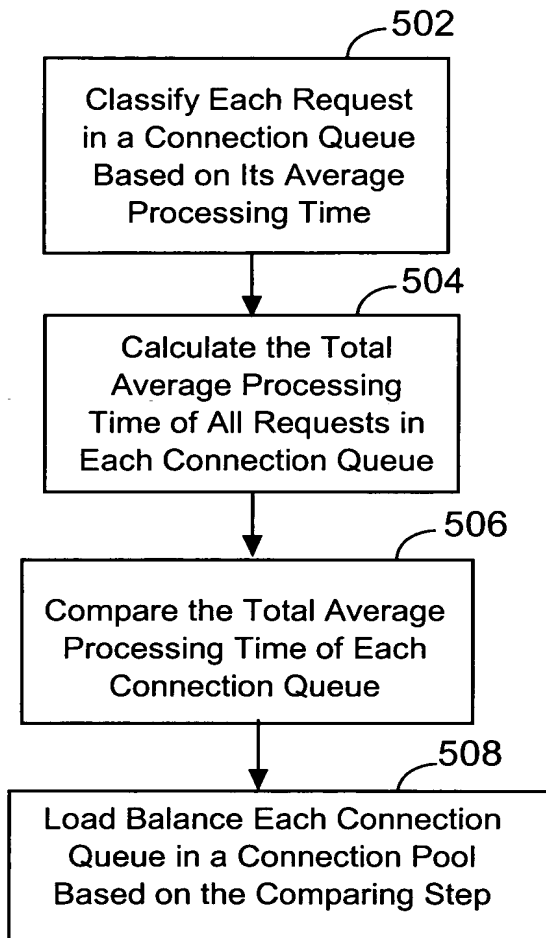 502
Classify Each Request
in a Connection Queue
Based on Its Average
Processing Time
504
Calculate the Total
Average Processing
Time of All Requests in
Each Connection Queue
506
Compare the Total Average
Processing Time of Each
Connection Queue
508
Load Balance Each Connection
Queue in a Connection Pool
Based on the Comparing Step